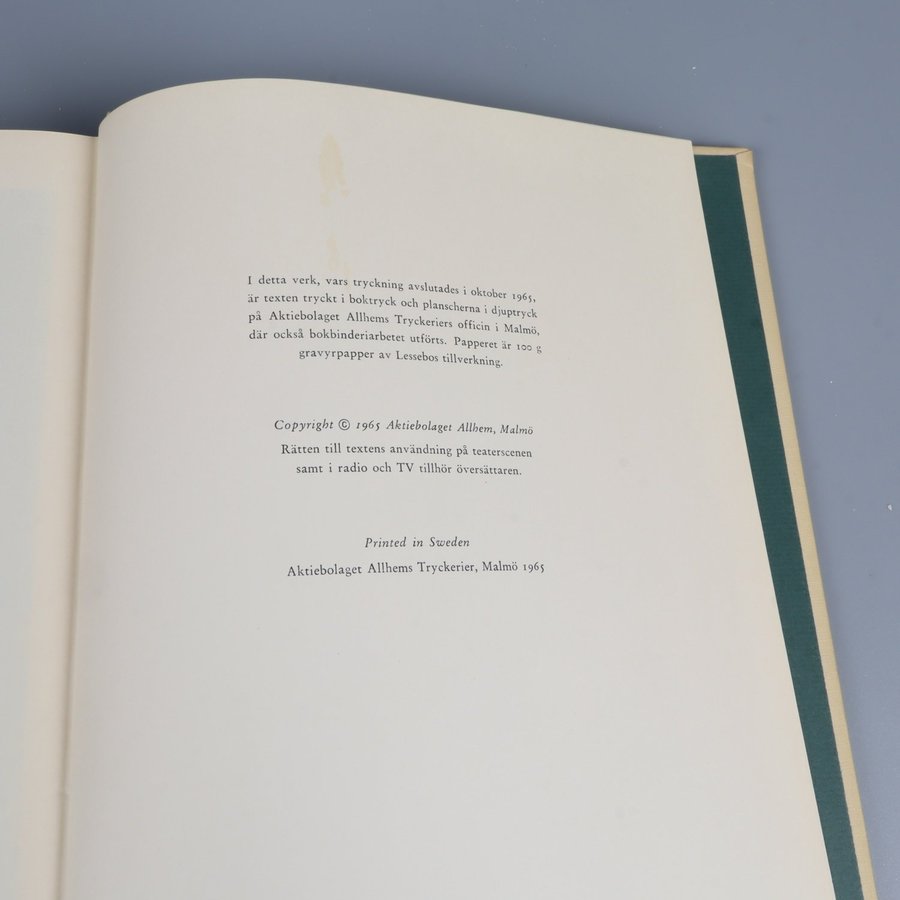 I detta verk, vars tryckning avslutades i oktober 1965,
är texten tryckt i boktryck och planscherna i djuptryck
på Aktiebolaget Allhems Tryckeriers officin i Malmö,
där också bokbinderiarbetet utförts. Papperet är 100 g
gravyrpapper av Lessebos tillverkning.
Copyright © 1965 Aktiebolaget Allhem, Malmö
Rätten till textens användning på teaterscenen
samt i radio och TV tillhör översättaren.
Printed in Sweden
Aktiebolaget Allhems Tryckerier, Malmö 1965